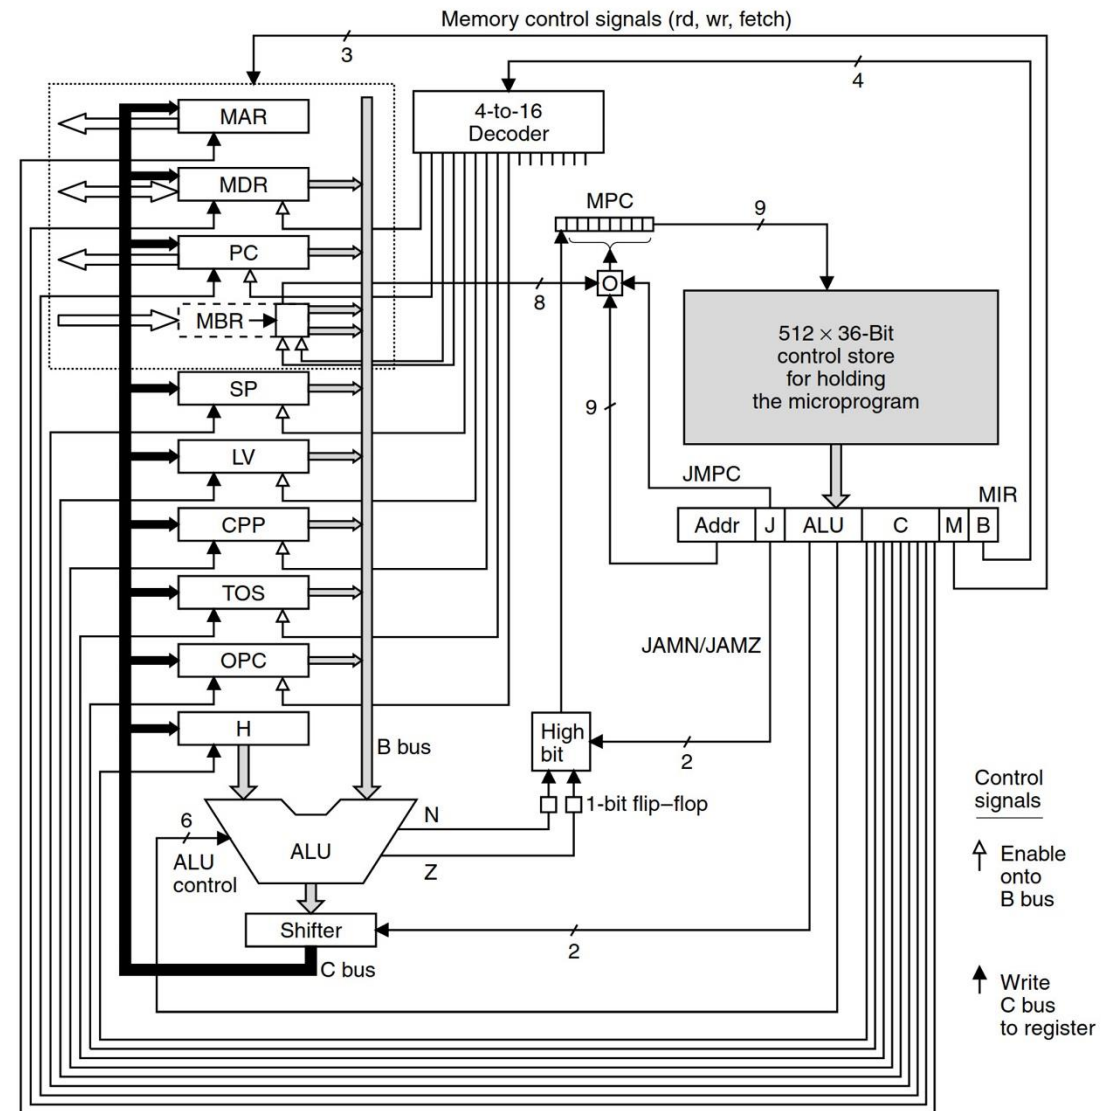 Memory control signals (rd, wr, fetch)
3
4
MAR
4-to-16
Decoder
MDR
MPC
9
PC
O
8
MBR
512 × 36-Bit
control store
for holding
the microprogram
SP
9
LV
JMPC
MIR
Addr J ALU C M B
CPP
TOS
JAMN/JAMZ
OPC
H
High
bit
2
B bus
Control
signals
1-bit flip–flop
N
6
ALU
Z
ALU
control
Enable
onto
B bus
Shifter
2
C bus
Write
C bus
to register